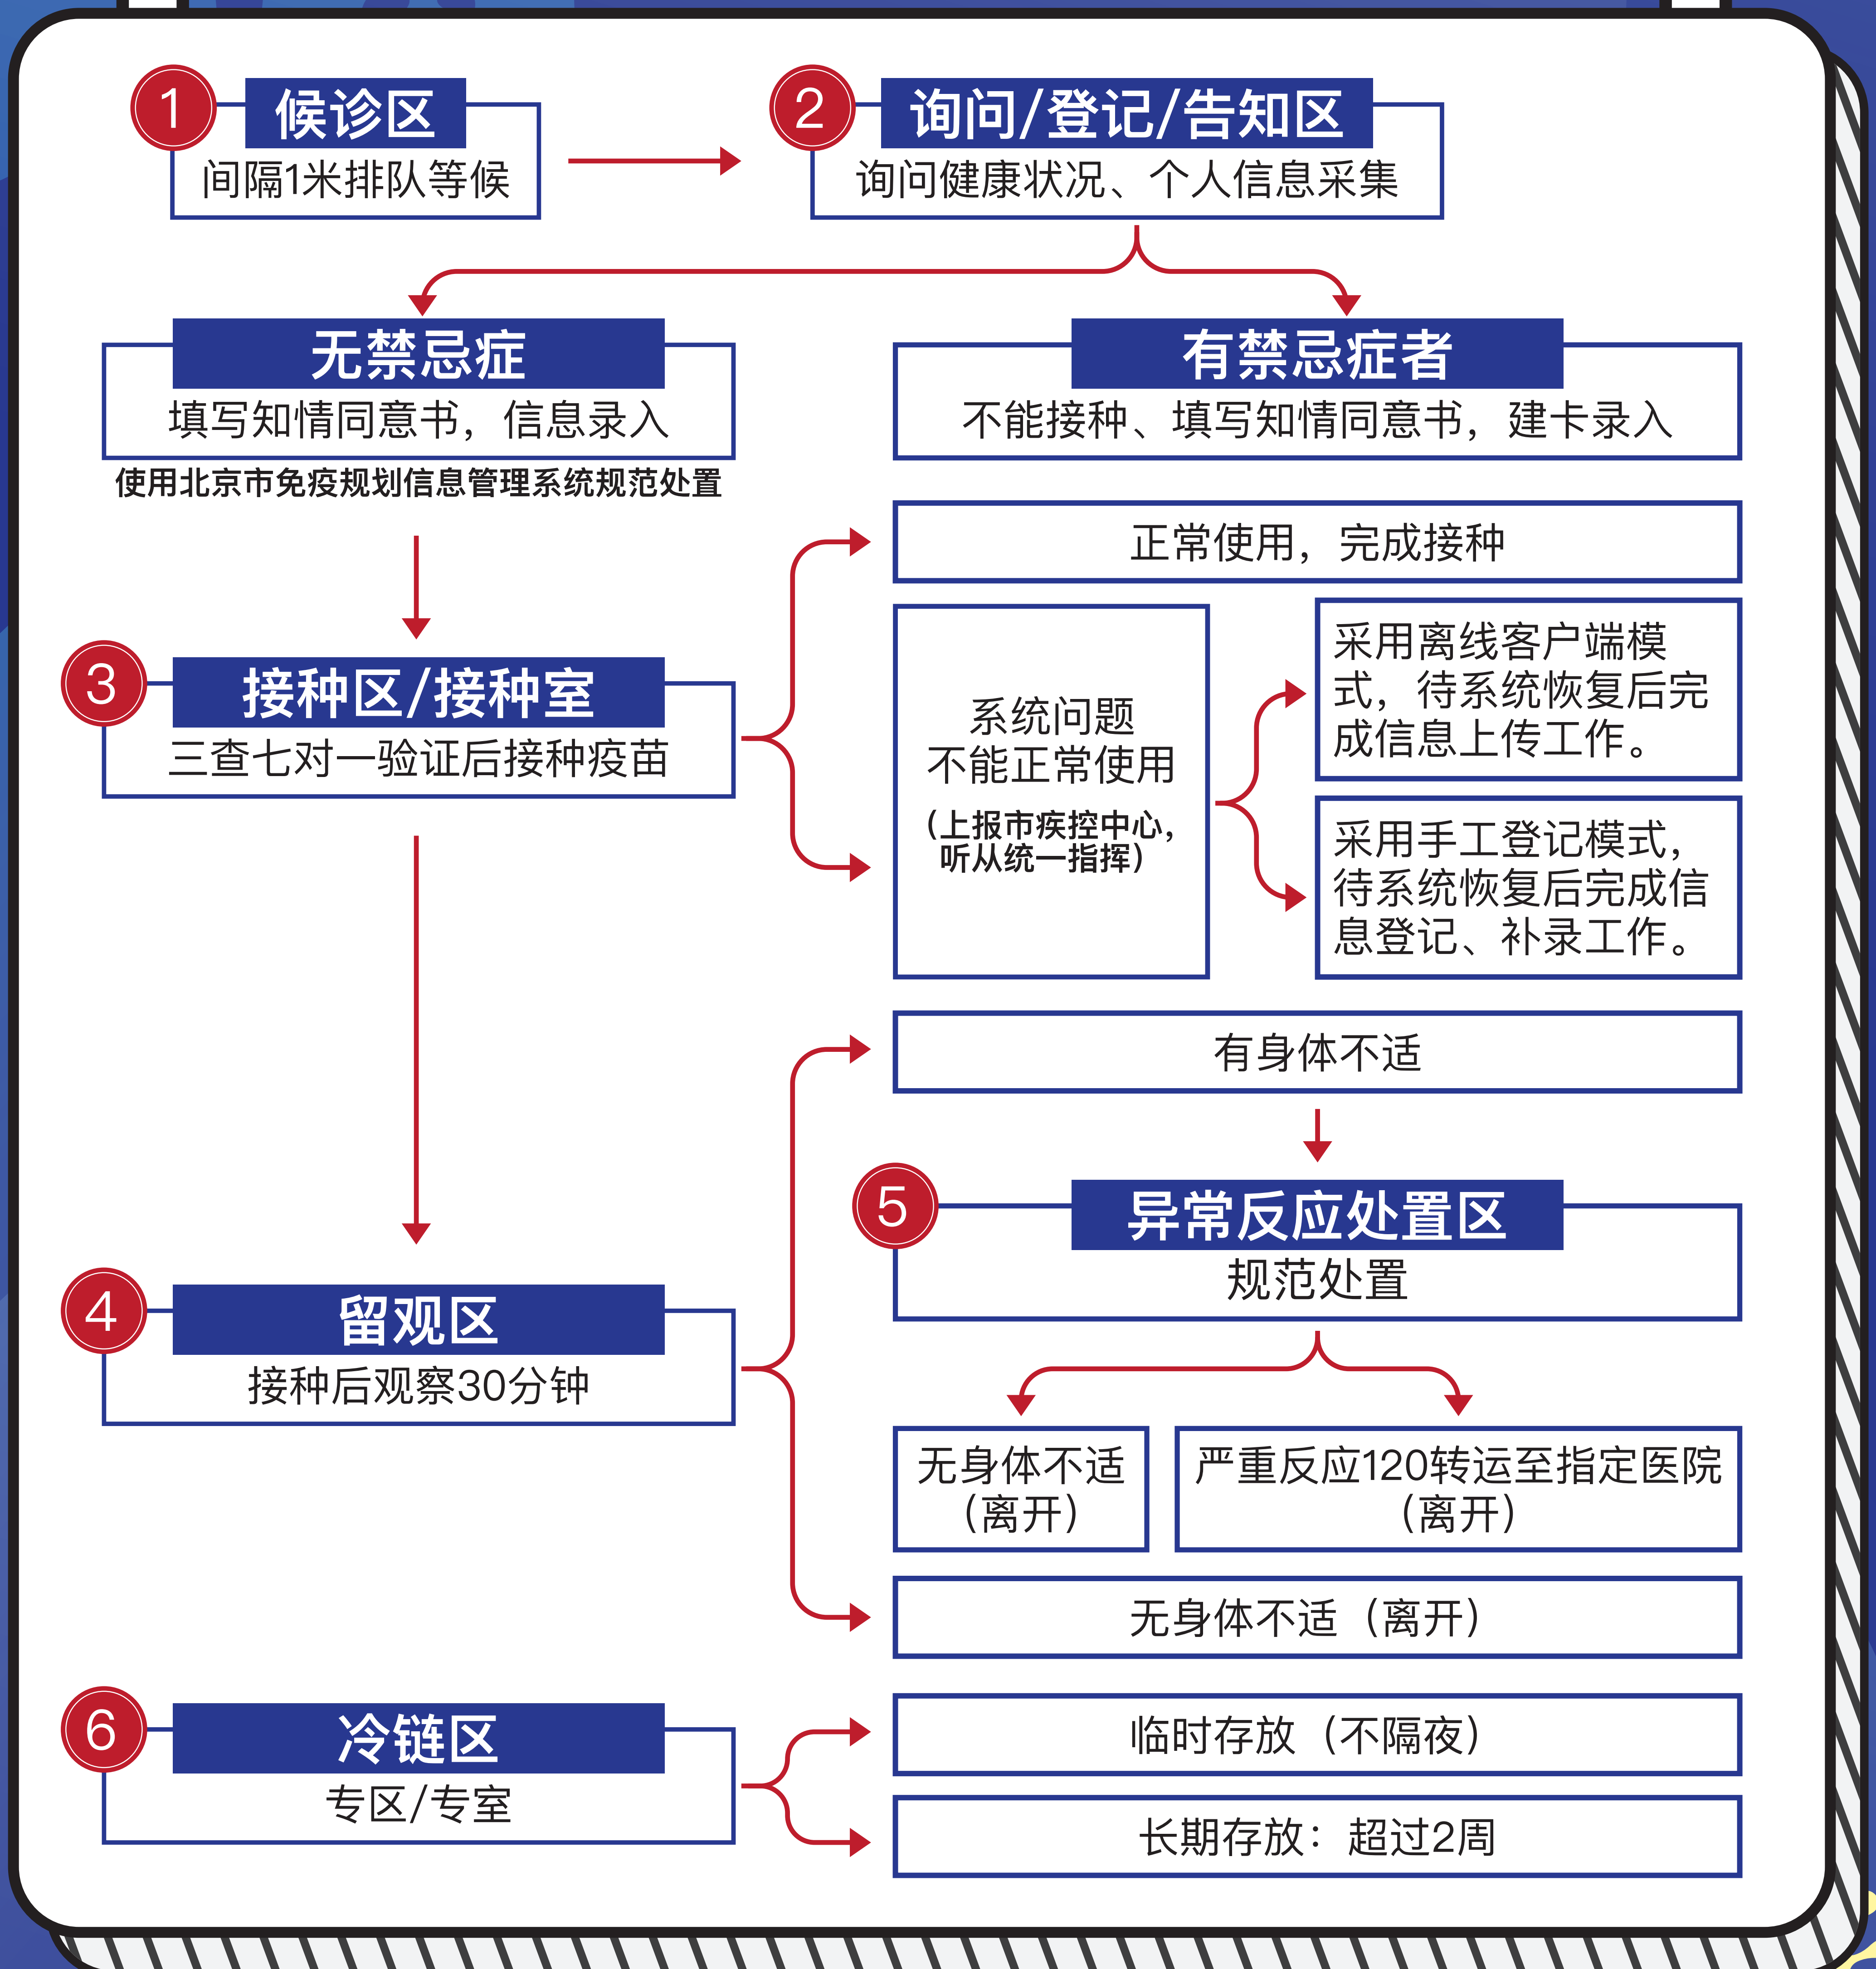 1
候诊区
间隔1米排队等候
2
询问/登记/告知区
询问健康状况、个人信息采集
无禁忌症
填写知情同意书，信息录入
使用北京市免疫规划信息管理系统规范处置
有禁忌症者
不能接种、填写知情同意书，建卡录入
3
接种区/接种室
三查七对一验证后接种疫苗
正常使用，完成接种
系统问题
不能正常使用
（上报市疾控中心，
听从统一指挥）
采用离线客户端模
式，待系统恢复后完
成信息上传工作。
采用手工登记模式，
待系统恢复后完成信
息登记、补录工作。
4
留观区
接种后观察30分钟
有身体不适
5
异常反应处置区
规范处置
无身体不适
（离开）
严重反应120转运至指定医院
（离开）
无身体不适（离开）
6
冷链区
专区/专室
临时存放（不隔夜）
长期存放：超过2周